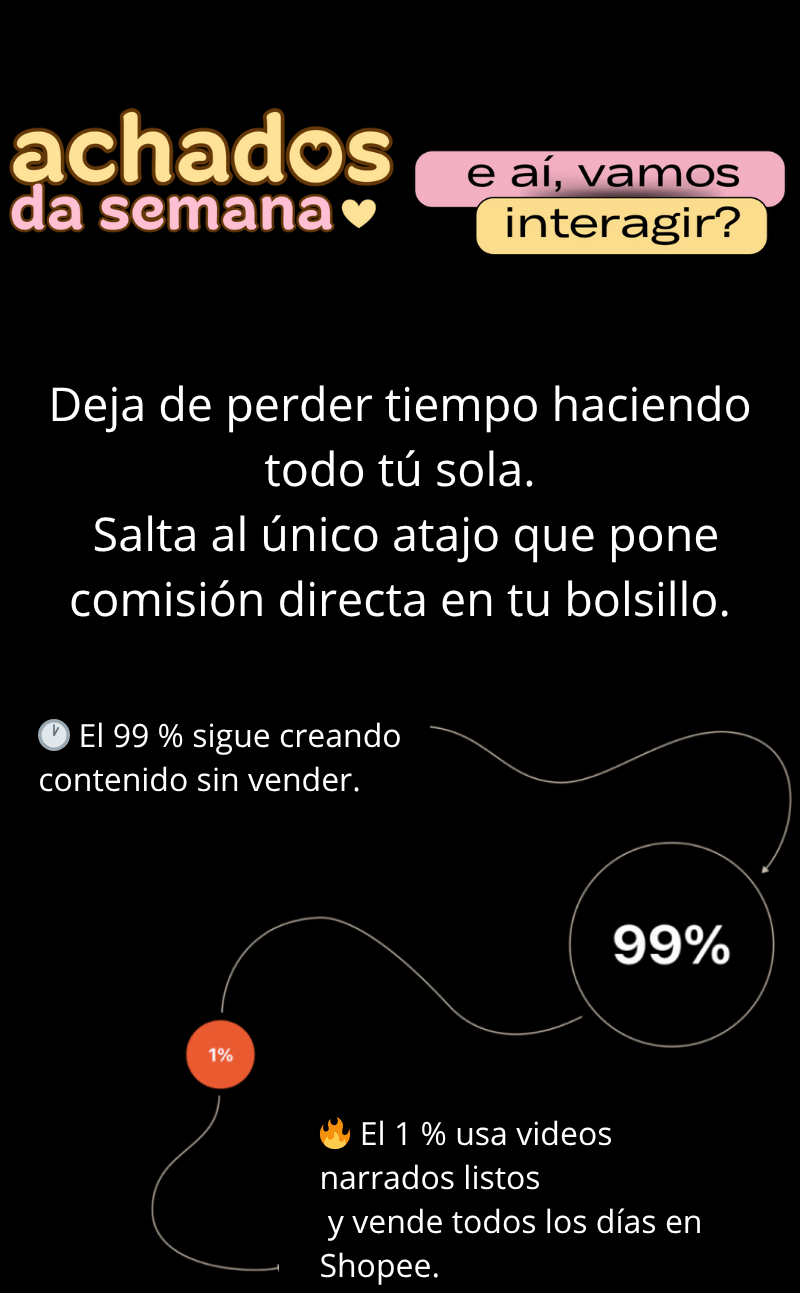 achados
da semana
e aí, vamos
interagir?
Deja de perder tiempo haciendo
todo tú sola.
Salta al único atajo que pone
comisión directa en tu bolsillo.
🕐 El 99 % sigue creando
contenido sin vender.
99%
1%
🔥 El 1 % usa videos
narrados listos
y vende todos los días en
Shopee.